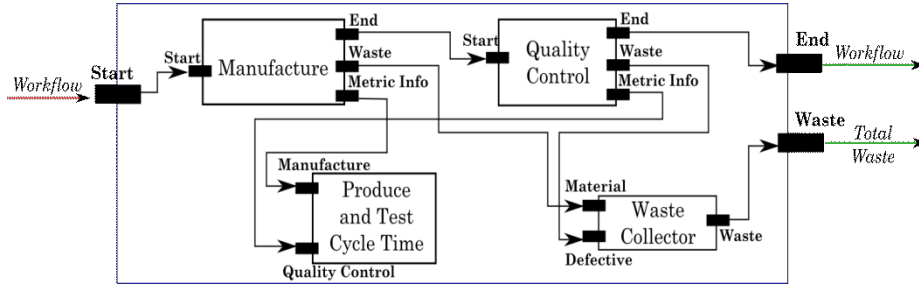 Workflow
Start
Start
Manufacture
End
Waste
Metric Info
Start
Quality
Control
End
Waste
Metric Info
End
Workflow
Waste
Total
Waste
Manufacture
Produce
and Test
Cycle Time
Quality Control
Material
Defective
Waste
Collector
Waste